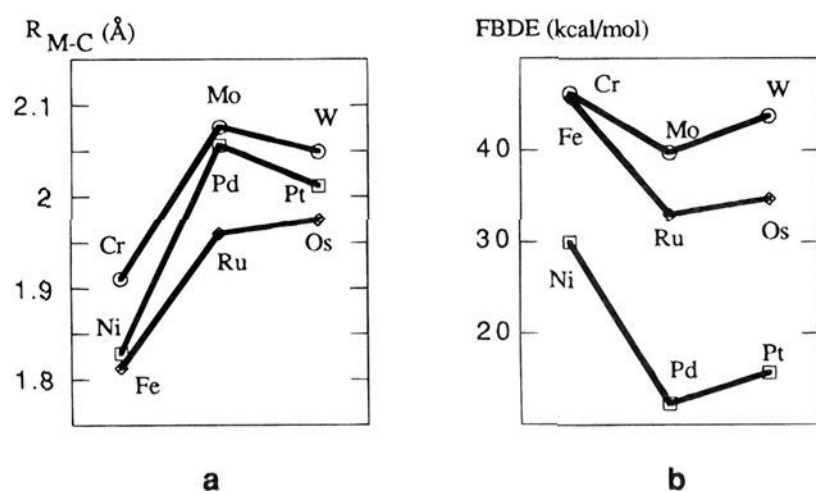 R M-C (Å)
2.1
2
1.9
1.8
Mo
W
Pd
Pt
Cr
Ru
Os
Ni
Fe
a
FBDE (kcal/mol)
40
30
20
Cr
W
Fe
Mo
Ru
Os
Ni
Pd
Pt
b